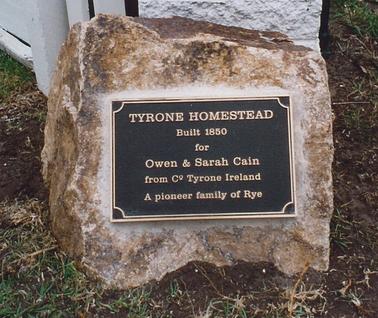 TYRONE HOMESTEAD
Built 1850
for
Owen & Sarah Cain
from Cº Tyrone Ireland
A pioneer family of Rye